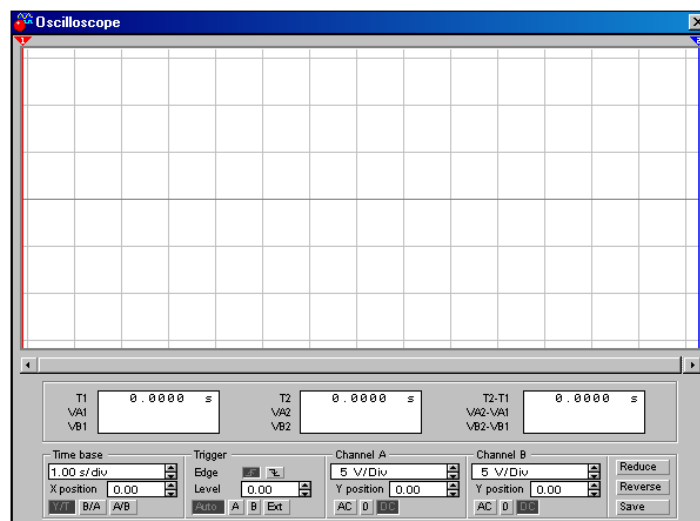 Oscilloscope
1 2
T1 0.0000 s T2 0.0000 s T2-T1 0.0000 s
VA1 VA2 VA2-VA1
VB1 VB2 VB2-VB1
Time base Trigger Channel A Channel B
1.00 s/div Edge 5 V/Div 5 V/Div Reduce
X position 0.00 Level 0.00 Y position 0.00 Y position 0.00 Reverse
Y/T B/A A/B Auto A B Ext AC 0 DC AC 0 DC Save